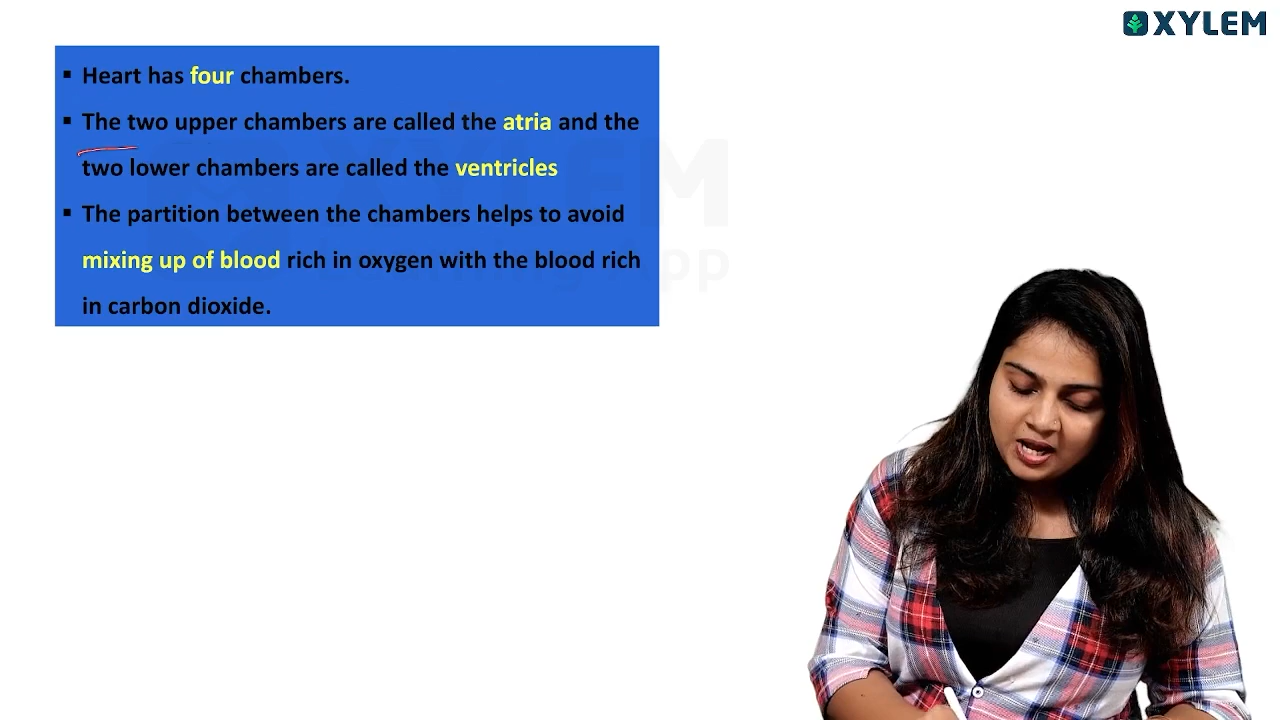 XYLEM
▪ Heart has four chambers.
▪ The two upper chambers are called the atria and the
two lower chambers are called the ventricles
▪ The partition between the chambers helps to avoid
mixing up of blood rich in oxygen with the blood rich
in carbon dioxide.